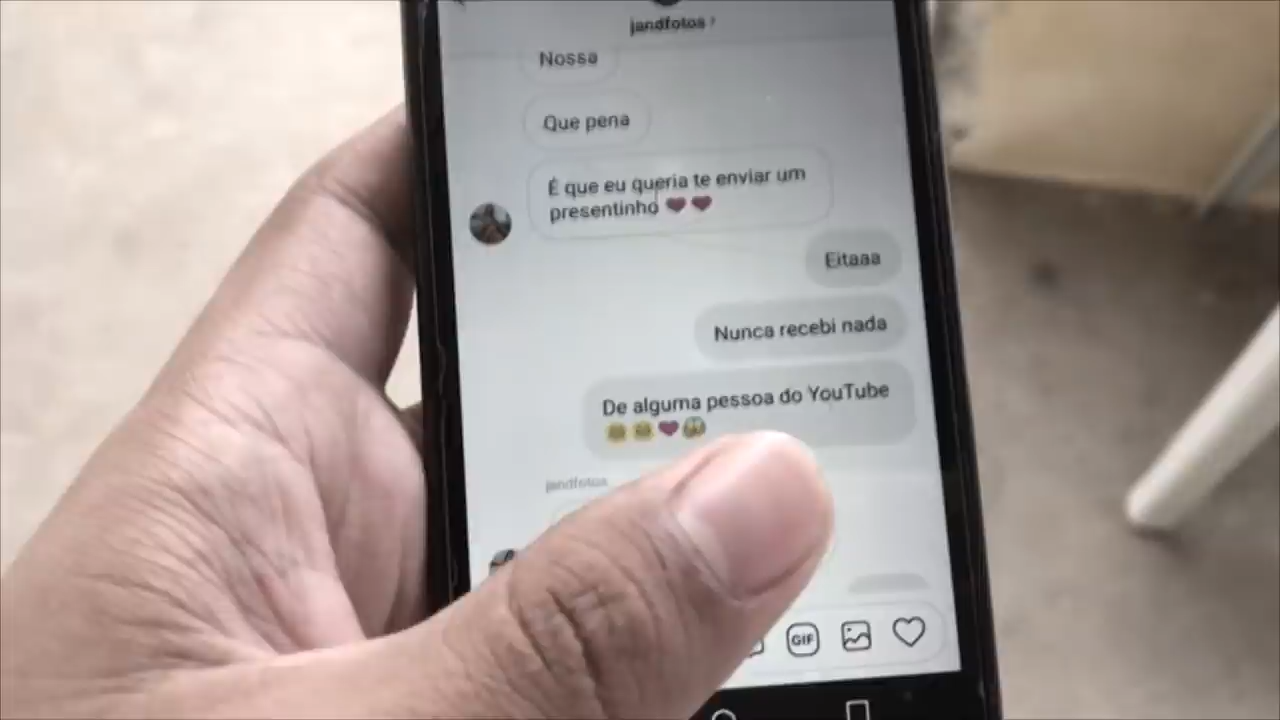 jandfotos
Nossa
Que pena
É que eu queria te enviar um
presentinho ❤❤
Eitaaa
Nunca recebi nada
De alguma pessoa do YouTube
😂😂❤😱
jandfotos
GIF